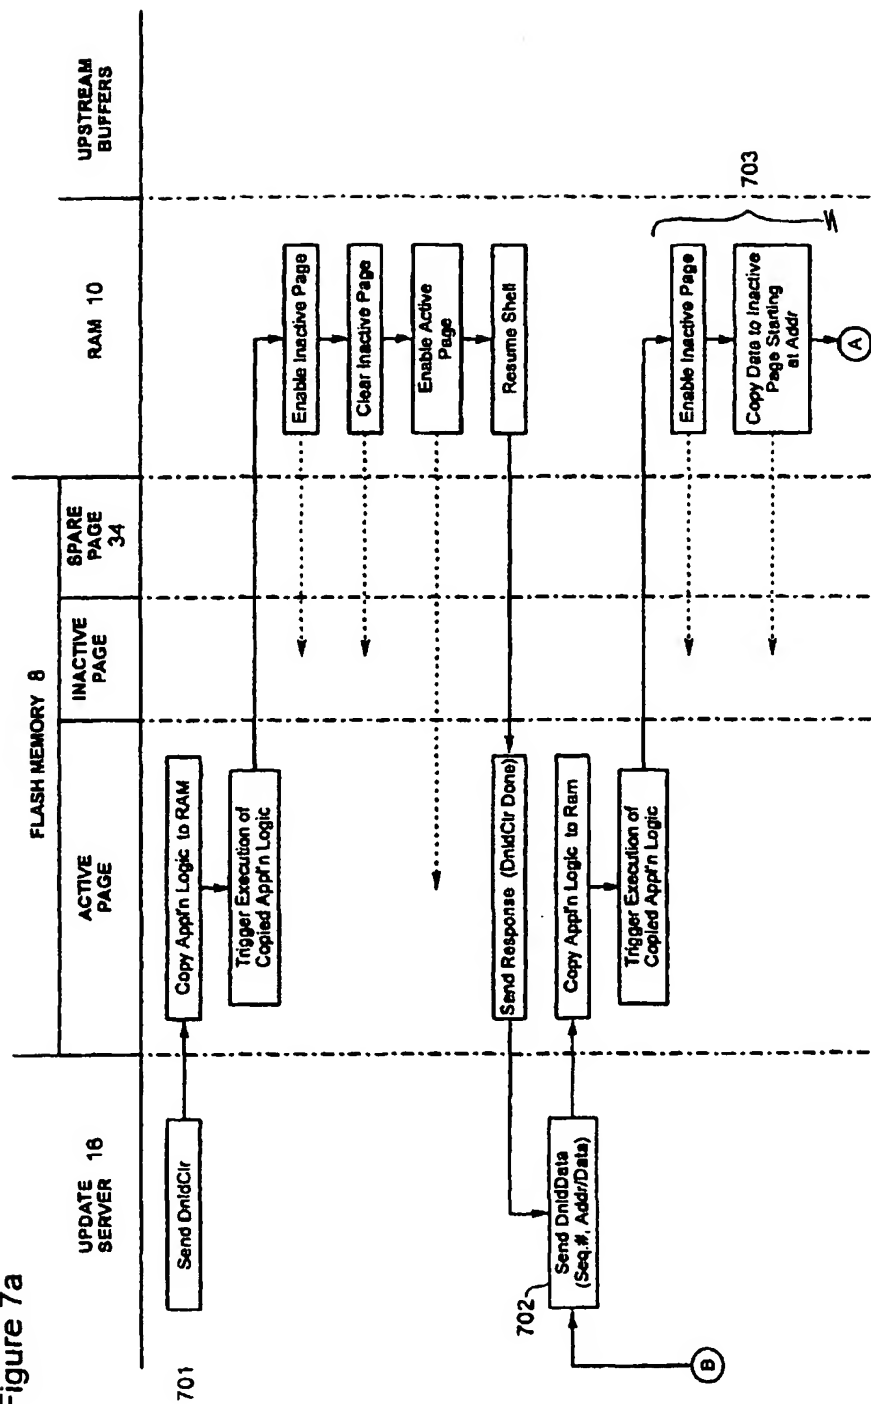 Figure 7a
UPDATE
SERVER 16
FLASH MEMORY 8
ACTIVE
PAGE
INACTIVE
PAGE
SPARE
PAGE
34
RAM 10
UPSTREAM
BUFFERS
701
Send DnldClr
Copy Appl'n Logic to RAM
Trigger Execution of
Copied Appl'n Logic
Enable Inactive Page
Clear Inactive Page
Enable Active
Page
Resume Shell
Send Response (DnldClr Done)
702
Send DnldData
(Seq.#, Addr/Data)
Copy Appl'n Logic to Ram
Trigger Execution of
Copied Appl'n Logic
Enable Inactive Page
Copy Data to Inactive
Page Starting
at Addr
703
A
B